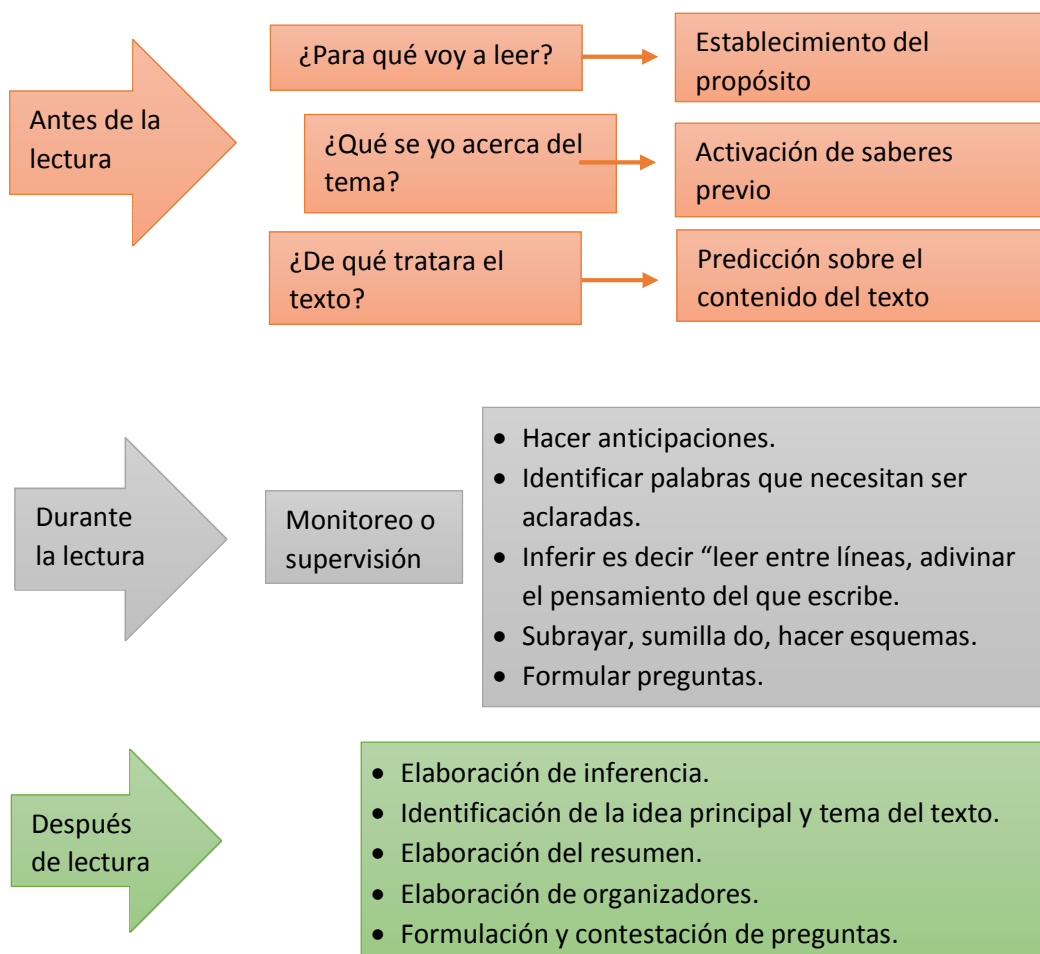 Antes de la
lectura
¿Para qué voy a leer?
Establecimiento del
propósito
¿Qué se yo acerca del
tema?
Activación de saberes
previo
¿De qué tratara el
texto?
Predicción sobre el
contenido del texto
Durante
la lectura
Monitoreo o
supervisión
• Hacer anticipaciones.
• Identificar palabras que necesitan ser
aclaradas.
• Inferir es decir “leer entre líneas, adivinar
el pensamiento del que escribe.
• Subrayar, sumilla do, hacer esquemas.
• Formular preguntas.
Después
de lectura
• Elaboración de inferencia.
• Identificación de la idea principal y tema del texto.
• Elaboración del resumen.
• Elaboración de organizadores.
• Formulación y contestación de preguntas.